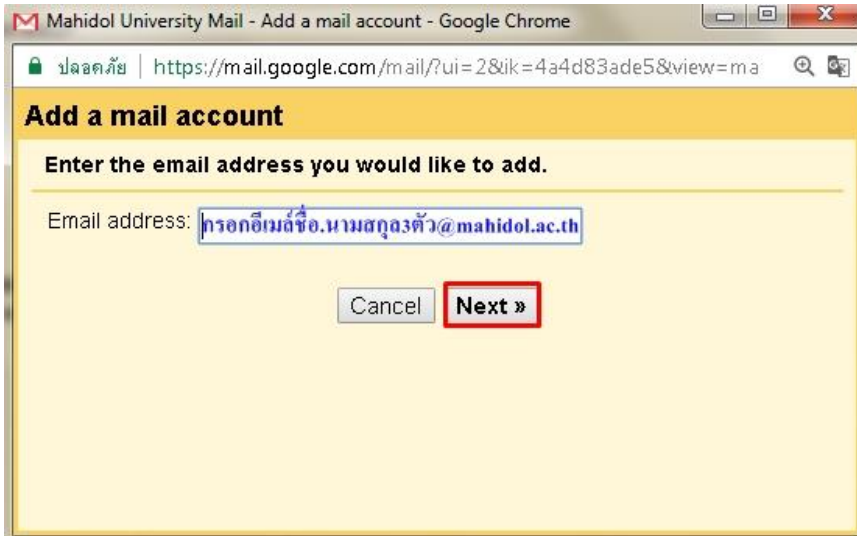 Mahidol University Mail - Add a mail account - Google Chrome
ปลอดภัย | https://mail.google.com/mail/?ui=2&ik=4a4d83ade5&view=ma
Add a mail account
Enter the email address you would like to add.
Email address: กรอกอีเมล์ชื่อ.นามสกุล3ตัว@mahidol.ac.th
Cancel Next »